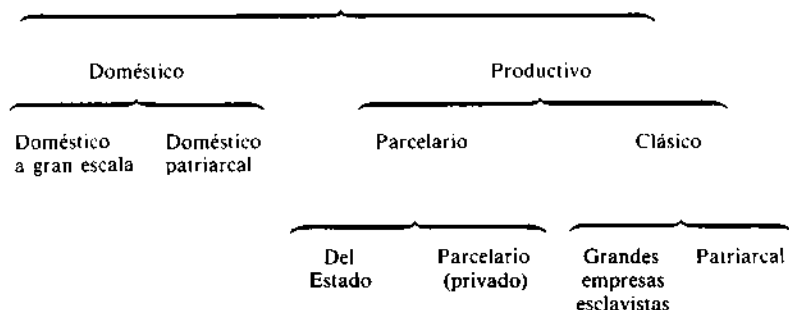 Doméstico Productivo
Doméstico a gran escala
Doméstico patriarcal
Parcelario Clásico
Del Estado
Parcelario (privado)
Grandes empresas esclavistas
Patriarcal